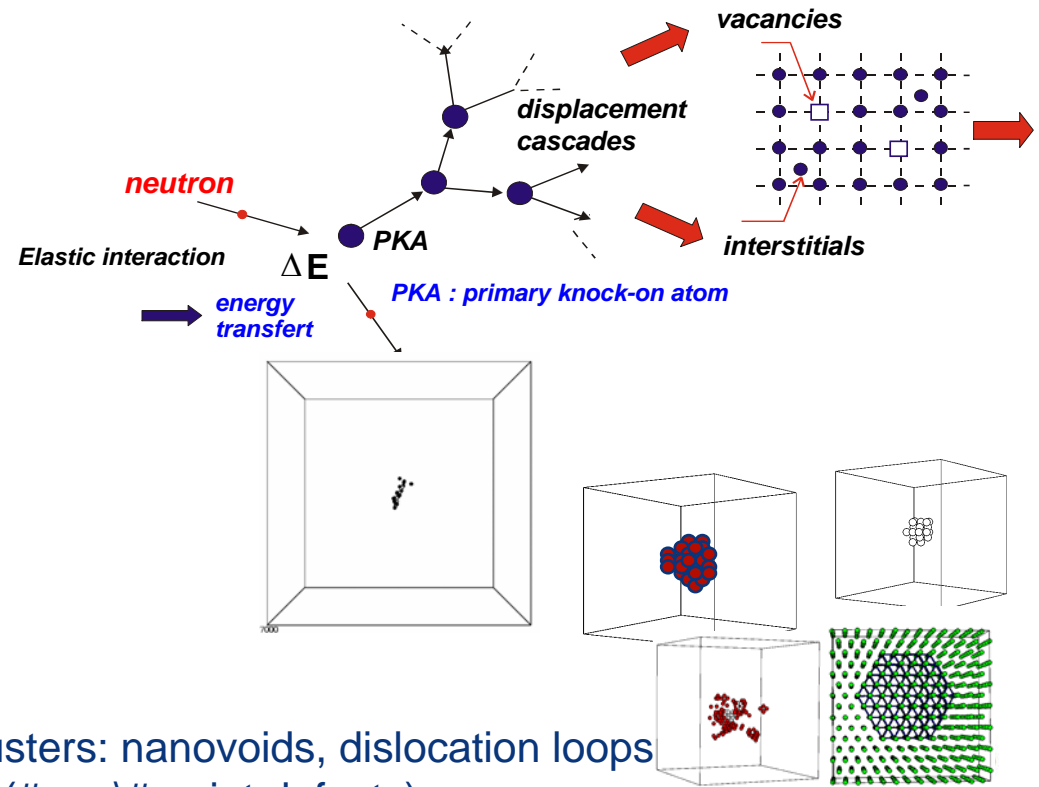 vacancies
displacement
cascades
neutron
PKA
interstitials
Elastic interaction
ΔE
PKA : primary knock-on atom
energy
transfert
7000
usters: nanovoids, dislocation loops